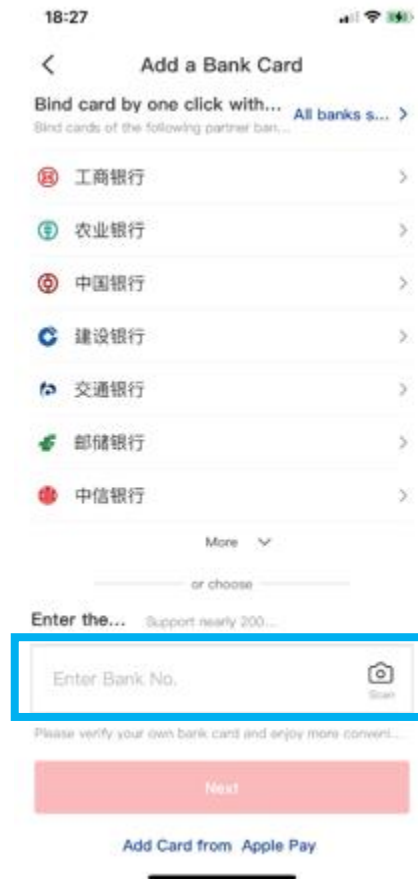 18:27
Add a Bank Card
Bind card by one click with...
All banks s...
Bind cards of the following partner ban...
工商银行
农业银行
中国银行
建设银行
交通银行
邮储银行
中信银行
More
or choose
Enter the... Support nearly 200...
Enter Bank No.
Scan
Please verify your own bank card and enjoy more conveni...
Next
Add Card from Apple Pay